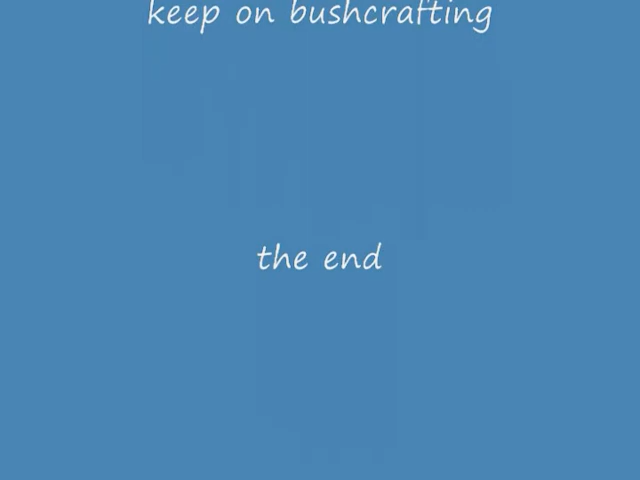 keep on bushcrafting
the end